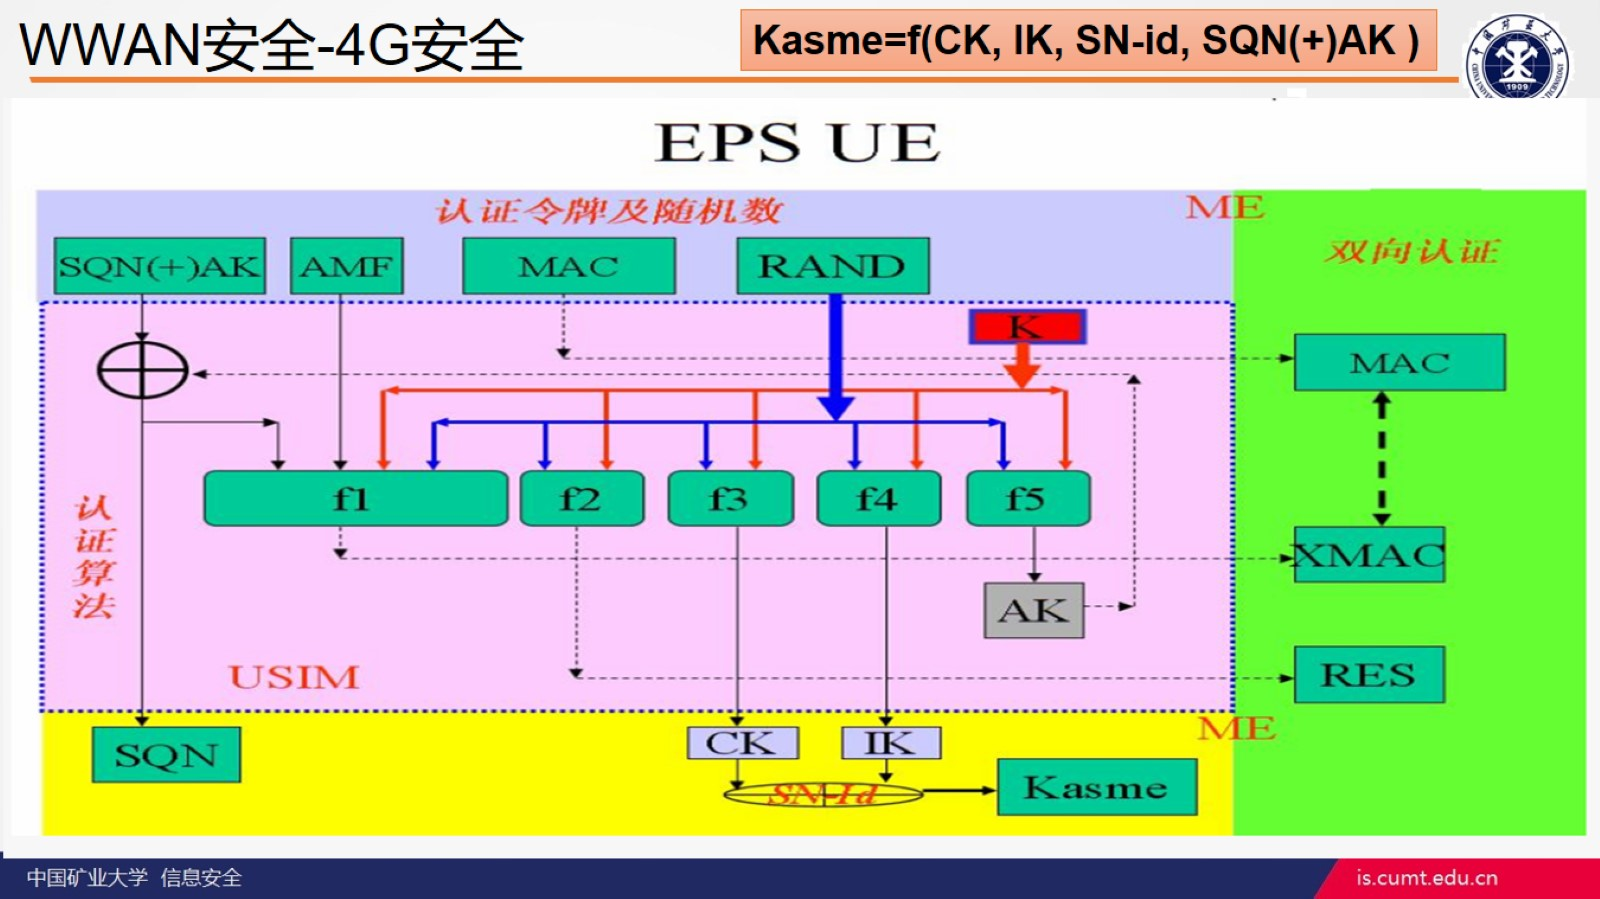 WWAN安全-4G安全
Kasme=f(CK, IK, SN-id, SQN(+)AK )
1909
EPS UE
认证令牌及随机数
ME
双向认证
SQN(+)AK
AMF
MAC
RAND
K
MAC
f1
f2
f3
f4
f5
认证算法
XMAC
AK
USIM
RES
ME
SQN
CK
IK
SN-Id
Kasme
中国矿业大学 信息安全
is.cumt.edu.cn